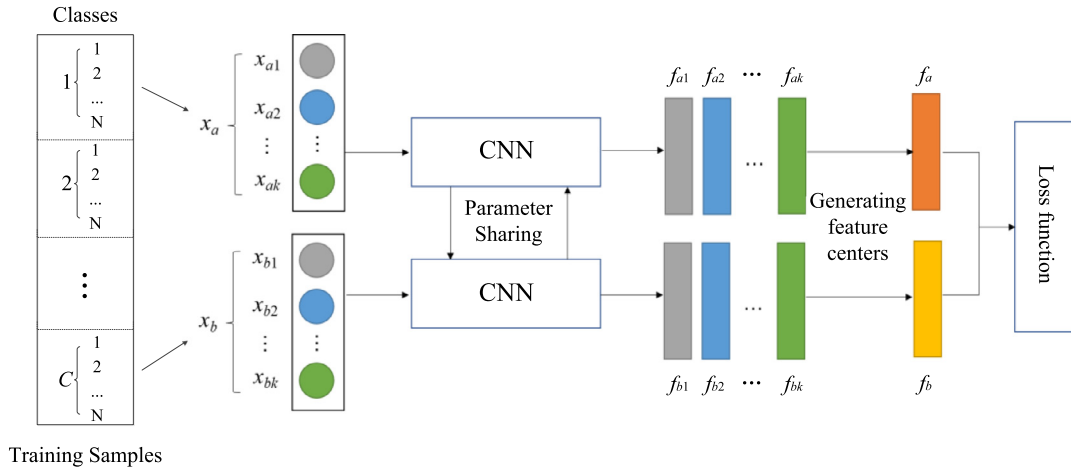 Classes
1
1
2
...
N
2
1
2
...
N
⋮
C
1
2
...
N
Training Samples
xa
xa1
xa2
⋮
⋮
xak
xb
xb1
xb2
⋮
⋮
xbk
CNN
Parameter
Sharing
CNN
fa1 fa2 ... fak
...
fb1 fb2 ... fbk
...
Generating
feature
centers
fa
fb
Loss function